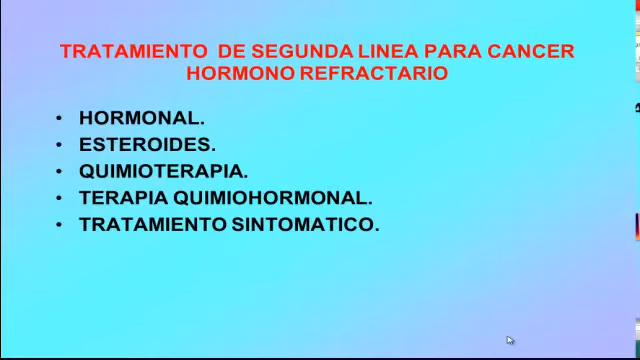 TRATAMIENTO DE SEGUNDA LINEA PARA CANCER
HORMONO REFRACTARIO
• HORMONAL.
• ESTEROIDES.
• QUIMIOTERAPIA.
• TERAPIA QUIMIOHORMONAL.
• TRATAMIENTO SINTOMATICO.